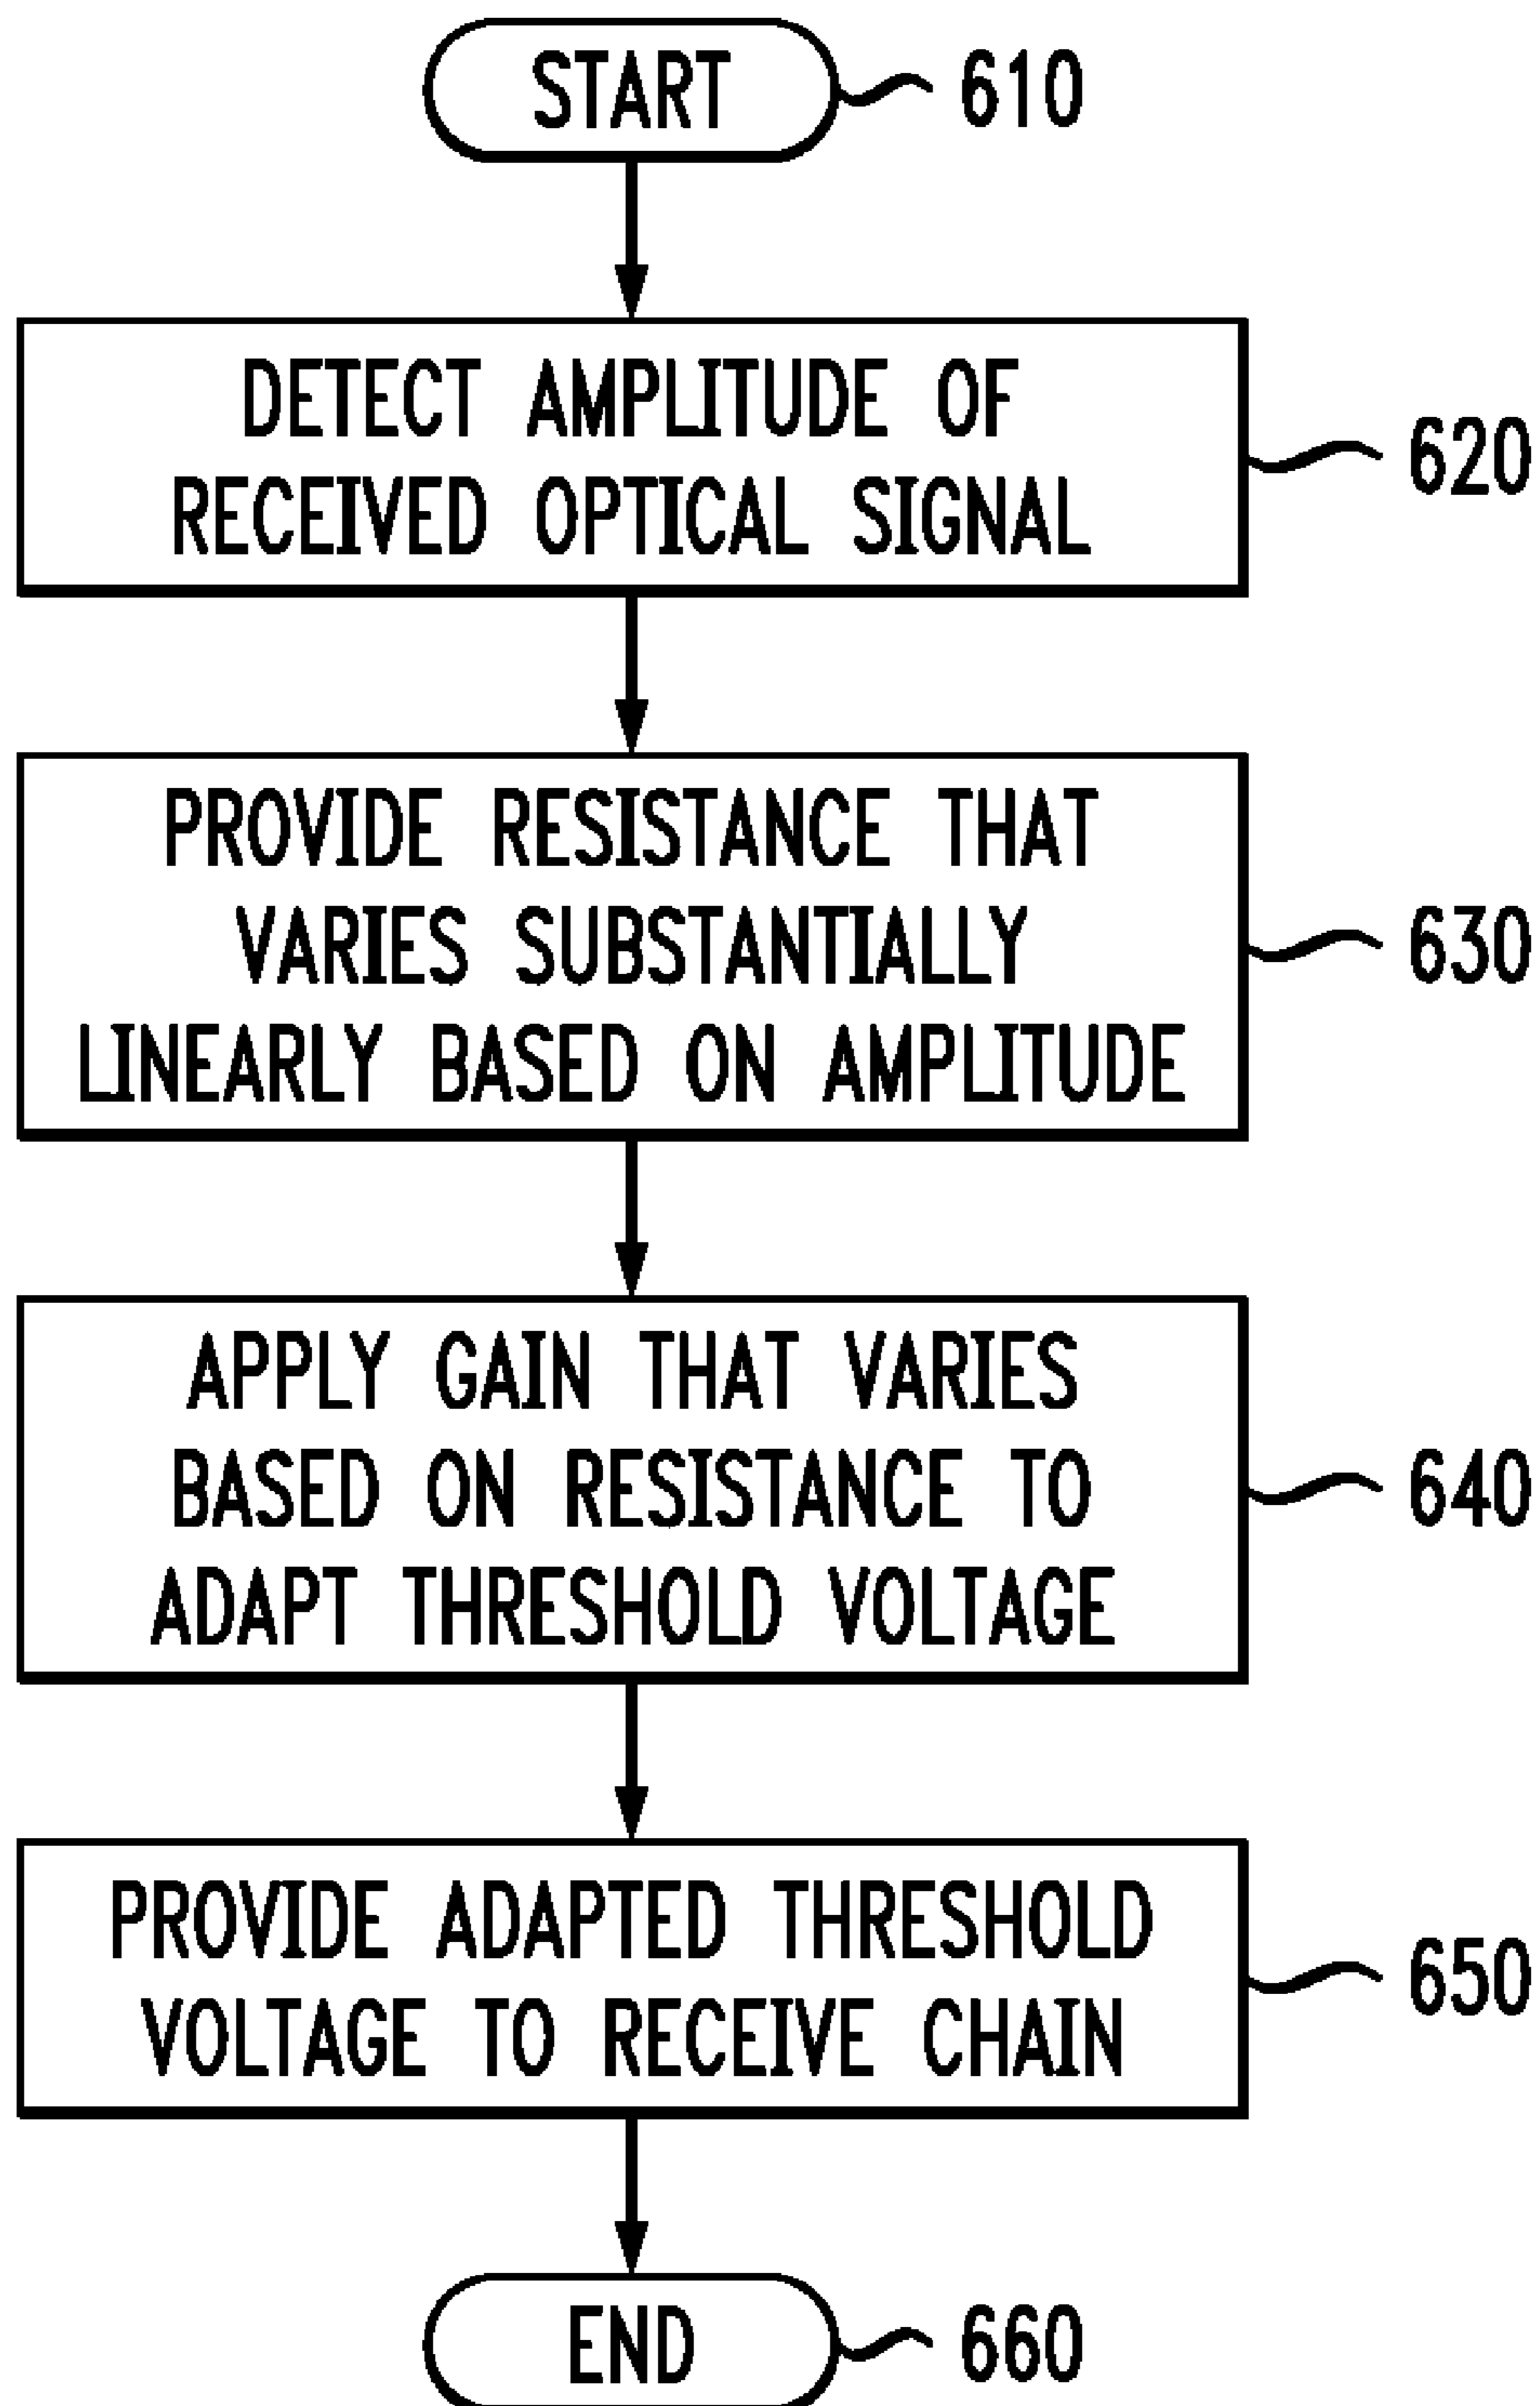 START
610
DETECT AMPLITUDE OF
RECEIVED OPTICAL SIGNAL
620
PROVIDE RESISTANCE THAT
VARIES SUBSTANTIALLY
LINEARLY BASED ON AMPLITUDE
630
APPLY GAIN THAT VARIES
BASED ON RESISTANCE TO
ADAPT THRESHOLD VOLTAGE
640
PROVIDE ADAPTED THRESHOLD
VOLTAGE TO RECEIVE CHAIN
650
END
660